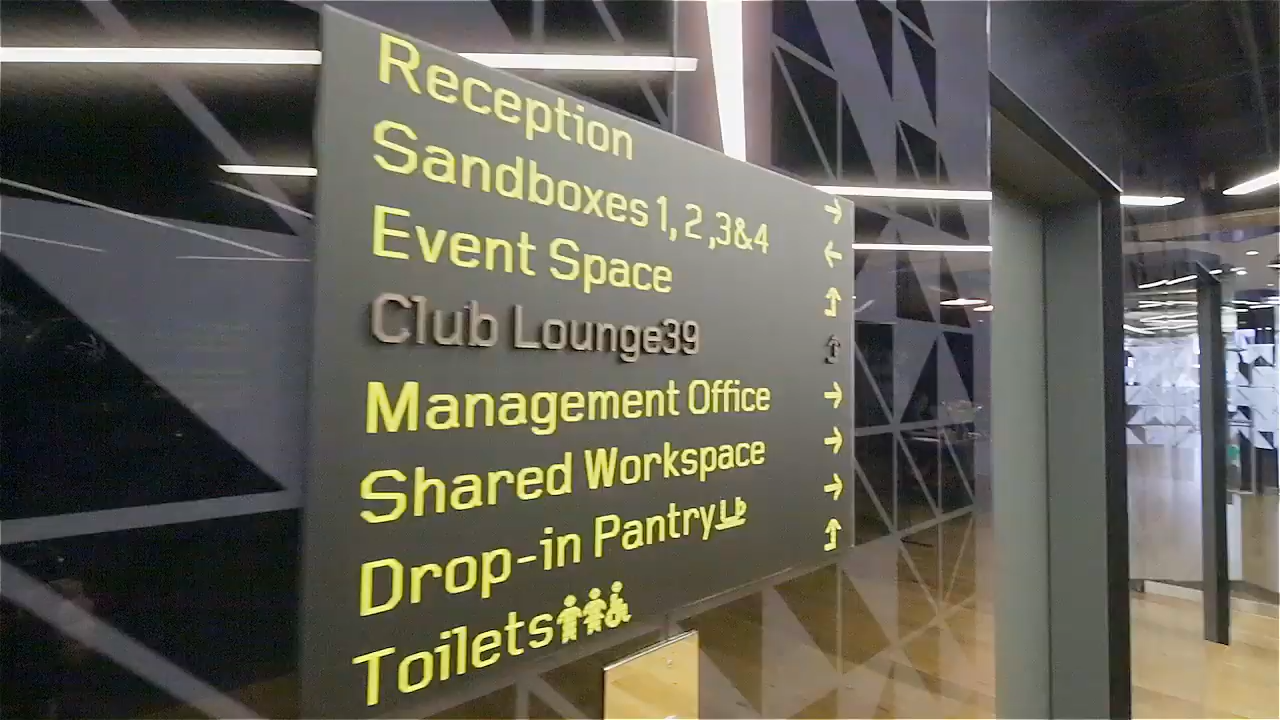 Reception →
Sandboxes 1, 2 ,3&4 ←
Event Space ↑
Club Lounge39 ↑
Management Office →
Shared Workspace →
Drop-in Pantry →
Toilets ↑